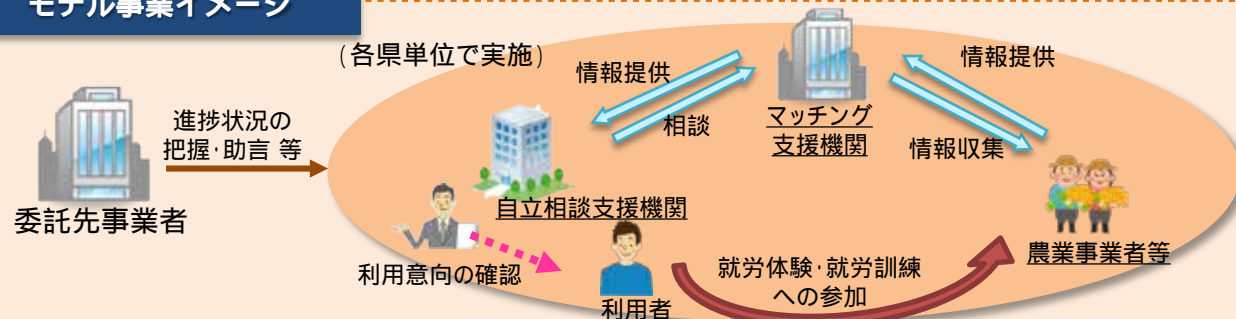 モデル事業イメージ
(各県単位で実施)
情報提供
相談
マッチング
支援機関
情報提供
情報収集
進捗状況の
把握・助言 等
委託先事業者
自立相談支援機関
利用意向の確認
利用者
就労体験・就労訓練
への参加
農業事業者等